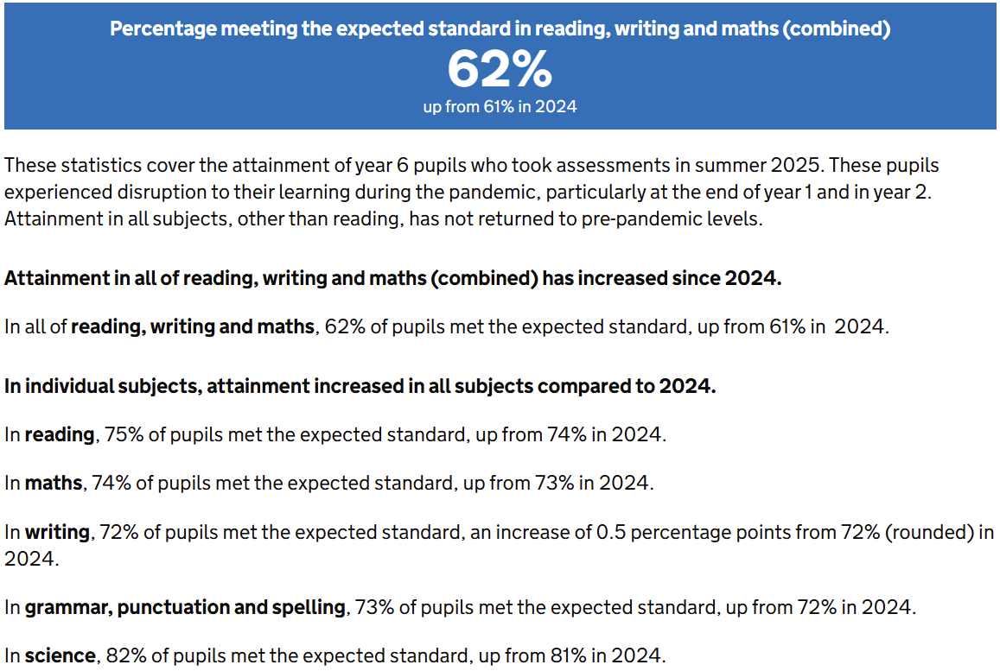 Percentage meeting the expected standard in reading, writing and maths (combined)
62%
up from 61% in 2024
These statistics cover the attainment of year 6 pupils who took assessments in summer 2025. These pupils
experienced disruption to their learning during the pandemic, particularly at the end of year 1 and in year 2.
Attainment in all subjects, other than reading, has not returned to pre-pandemic levels.
Attainment in all of reading, writing and maths (combined) has increased since 2024.
In all of reading, writing and maths, 62% of pupils met the expected standard, up from 61% in  2024.
In individual subjects, attainment increased in all subjects compared to 2024.
In reading, 75% of pupils met the expected standard, up from 74% in 2024.
In maths, 74% of pupils met the expected standard, up from 73% in 2024.
In writing, 72% of pupils met the expected standard, an increase of 0.5 percentage points from 72% (rounded) in
2024.
In grammar, punctuation and spelling, 73% of pupils met the expected standard, up from 72% in 2024.
In science, 82% of pupils met the expected standard, up from 81% in 2024.